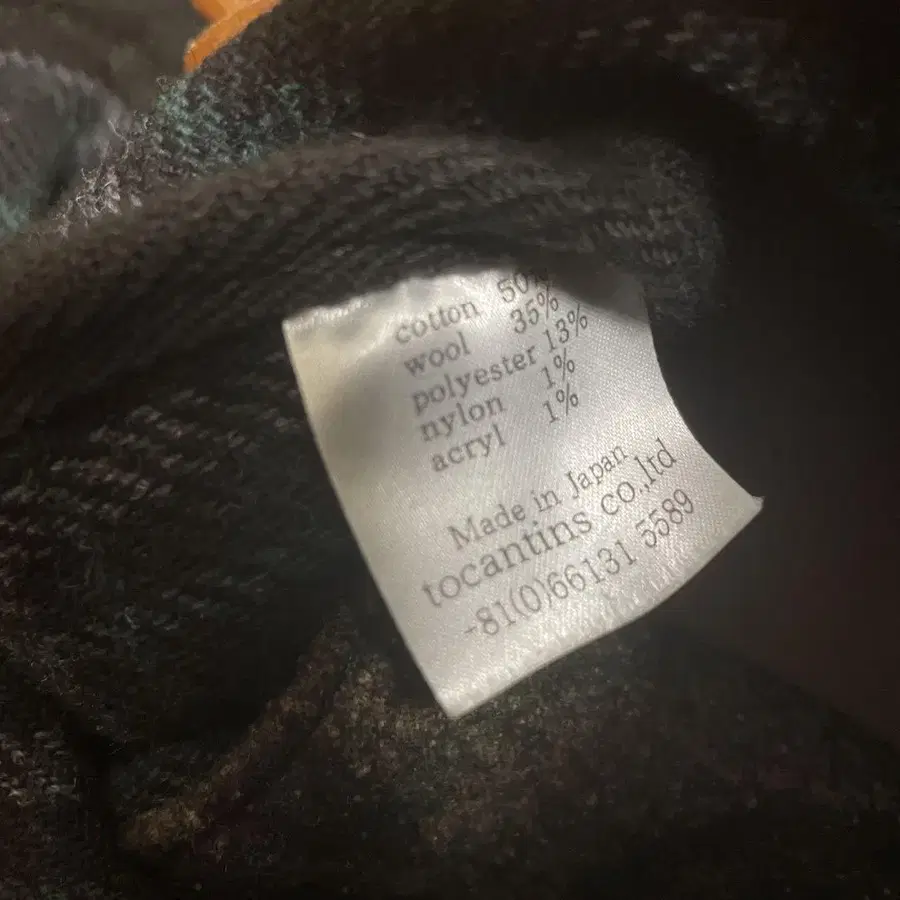 cotton 50%
wool 35%
polyester 13%
nylon 1%
acryl 1%
Made in Japan
tocantins co.,ltd
-81(0)66131 5589